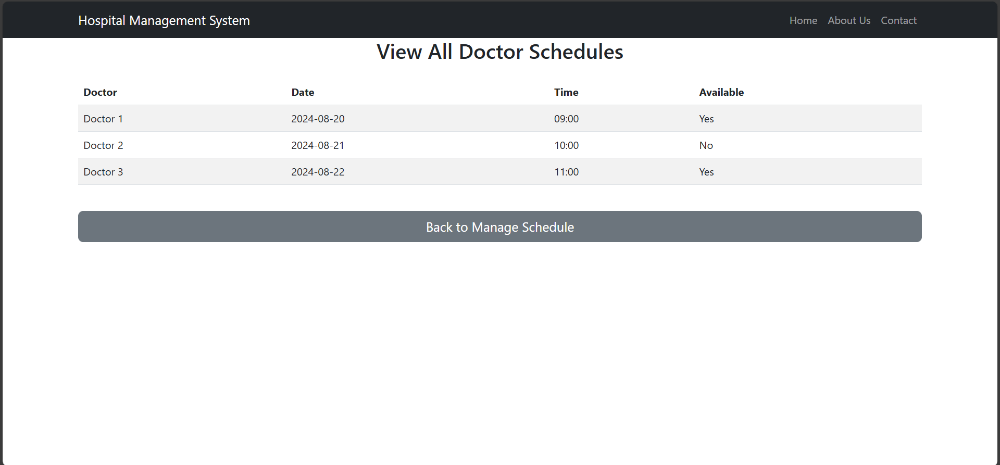 Hospital Management System Home About Us Contact
View All Doctor Schedules
Doctor Date Time Available
Doctor 1 2024-08-20 09:00 Yes
Doctor 2 2024-08-21 10:00 No
Doctor 3 2024-08-22 11:00 Yes
Back to Manage Schedule